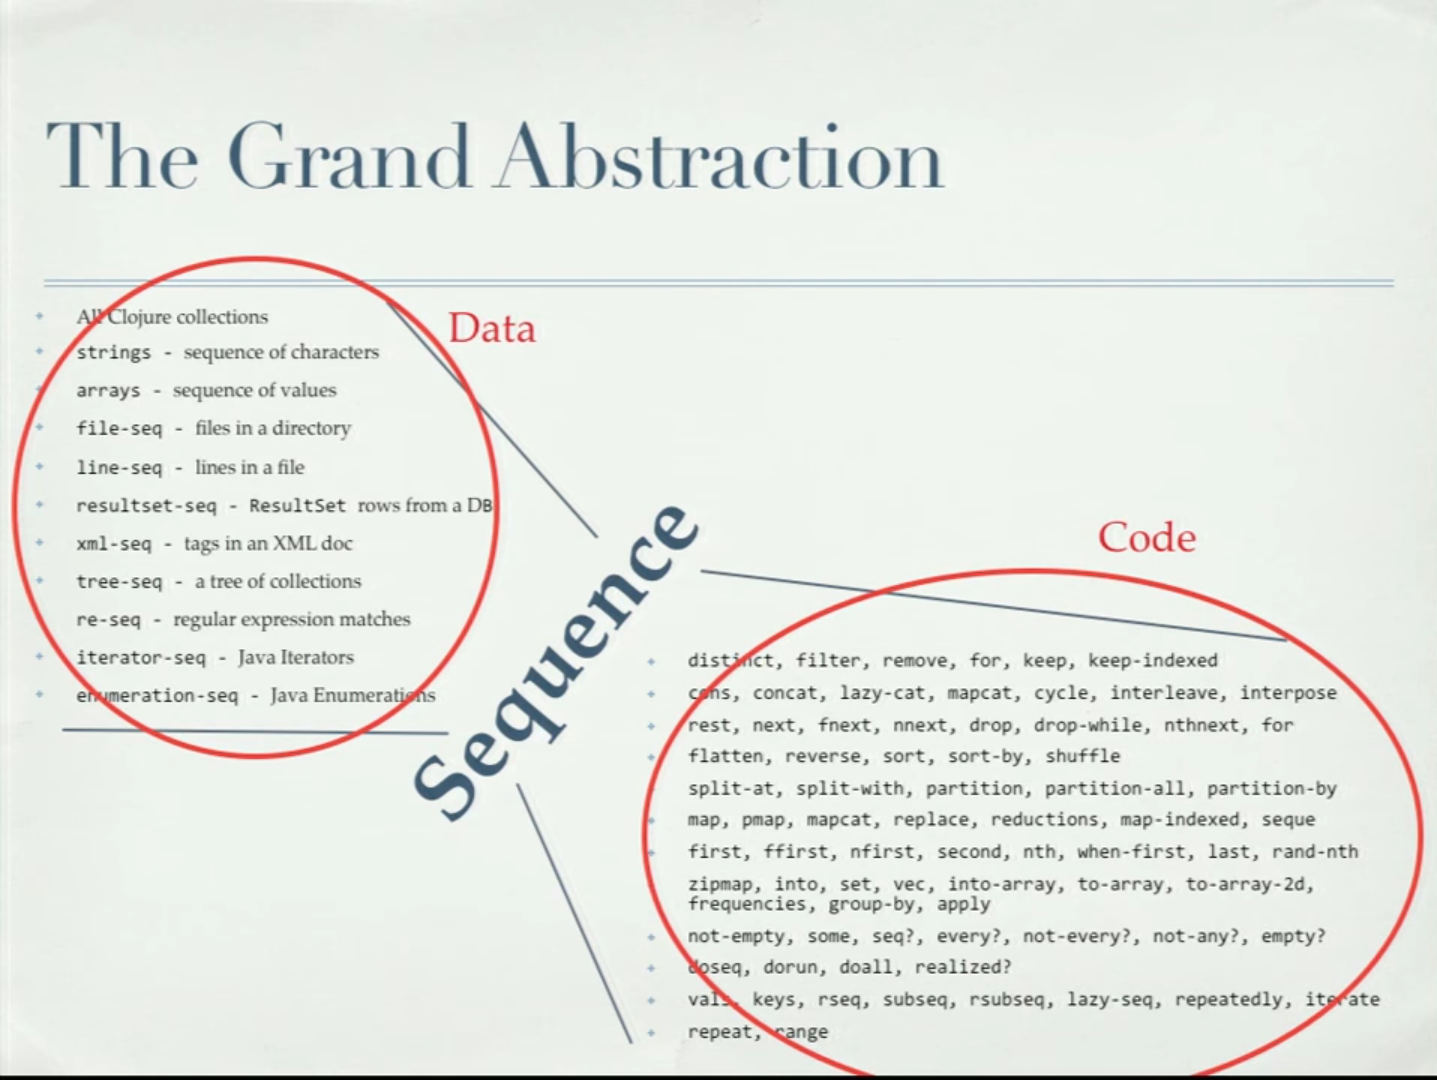 The Grand Abstraction
Data
All Clojure collections
strings - sequence of characters
arrays - sequence of values
file-seq - files in a directory
line-seq - lines in a file
resultset-seq - ResultSet rows from a DB
xml-seq - tags in an XML doc
tree-seq - a tree of collections
re-seq - regular expression matches
iterator-seq - Java Iterators
enumeration-seq - Java Enumerations
Sequence
Code
distinct, filter, remove, for, keep, keep-indexed
cons, concat, lazy-cat, mapcat, cycle, interleave, interpose
rest, next, fnext, nnext, drop, drop-while, nthnext, for
flatten, reverse, sort, sort-by, shuffle
split-at, split-with, partition, partition-all, partition-by
map, pmap, mapcat, replace, reductions, map-indexed, seque
first, ffirst, nfirst, second, nth, when-first, last, rand-nth
zipmap, into, set, vec, into-array, to-array, to-array-2d,
frequencies, group-by, apply
not-empty, some, seq?, every?, not-every?, not-any?, empty?
doseq, dorun, doall, realized?
vals, keys, rseq, subseq, rsubseq, lazy-seq, repeatedly, iterate
repeat, range